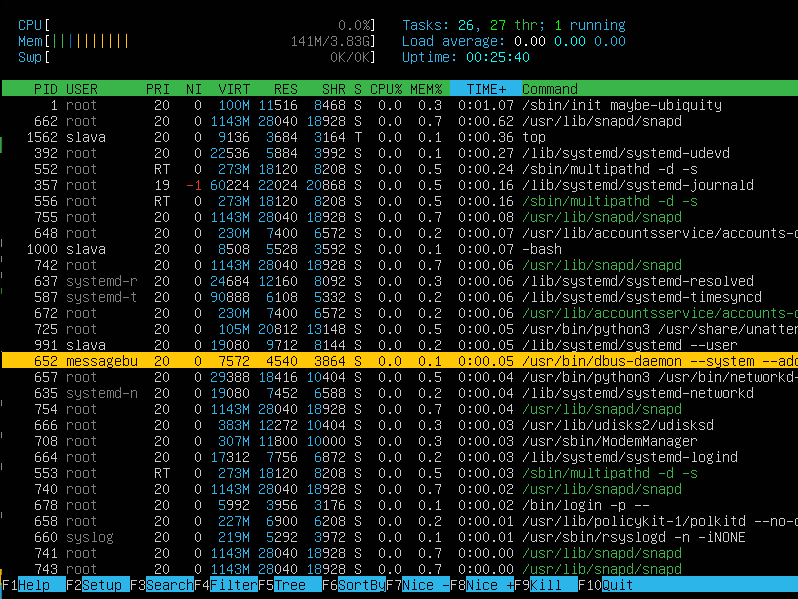 CPU[ 0.0%] Tasks: 26, 27 thr; 1 running
Mem[||||||||||| 141M/3.83G] Load average: 0.00 0.00 0.00
Swp[ 0K/0K] Uptime: 00:25:40
PID USER PRI NI VIRT RES SHR S CPU% MEM% TIME+ Command
1 root 20 0 100M 11516 8468 S 0.0 0.3 0:01.07 /sbin/init maybe-ubiquity
662 root 20 0 1143M 28040 18928 S 0.0 0.7 0:00.62 /usr/lib/snapd/snapd
1562 slava 20 0 9136 3684 3164 T 0.0 0.1 0:00.36 top
392 root 20 0 22536 5884 3992 S 0.0 0.1 0:00.27 /lib/systemd/systemd-udevd
552 root RT 0 273M 18120 8208 S 0.0 0.5 0:00.24 /sbin/multipathd -d -s
357 root 19 -1 60224 22024 20868 S 0.0 0.5 0:00.16 /lib/systemd/systemd-journald
556 root RT 0 273M 18120 8208 S 0.0 0.5 0:00.16 /sbin/multipathd -d -s
755 root 20 0 1143M 28040 18928 S 0.0 0.7 0:00.08 /usr/lib/snapd/snapd
648 root 20 0 230M 7400 6572 S 0.0 0.2 0:00.07 /usr/lib/accountsservice/accounts-d
1000 slava 20 0 8508 5528 3592 S 0.0 0.1 0:00.07 -bash
742 root 20 0 1143M 28040 18928 S 0.0 0.7 0:00.06 /usr/lib/snapd/snapd
637 systemd-r 20 0 24684 12160 8092 S 0.0 0.3 0:00.06 /lib/systemd/systemd-resolved
587 systemd-t 20 0 90888 6108 5332 S 0.0 0.2 0:00.06 /lib/systemd/systemd-timesyncd
672 root 20 0 230M 7400 6572 S 0.0 0.2 0:00.06 /usr/lib/accountsservice/accounts-d
725 root 20 0 105M 20812 13148 S 0.0 0.5 0:00.05 /usr/bin/python3 /usr/share/unatten
991 slava 20 0 19080 9712 8144 S 0.0 0.2 0:00.05 /lib/systemd/systemd --user
652 messagebu 20 0 7572 4540 3864 S 0.0 0.1 0:00.05 /usr/bin/dbus-daemon --system --add
657 root 20 0 29388 18416 10404 S 0.0 0.5 0:00.04 /usr/bin/python3 /usr/bin/networkd-
635 systemd-n 20 0 19080 7452 6588 S 0.0 0.2 0:00.04 /lib/systemd/systemd-networkd
754 root 20 0 1143M 28040 18928 S 0.0 0.7 0:00.04 /usr/lib/snapd/snapd
666 root 20 0 383M 12272 10404 S 0.0 0.3 0:00.03 /usr/lib/udisks2/udisksd
708 root 20 0 307M 11800 10000 S 0.0 0.3 0:00.03 /usr/sbin/ModemManager
664 root 20 0 17312 7756 6872 S 0.0 0.2 0:00.03 /lib/systemd/systemd-logind
553 root RT 0 273M 18120 8208 S 0.0 0.5 0:00.03 /sbin/multipathd -d -s
740 root 20 0 1143M 28040 18928 S 0.0 0.7 0:00.02 /usr/lib/snapd/snapd
678 root 20 0 5992 3956 3176 S 0.0 0.1 0:00.02 /bin/login -p --
658 root 20 0 227M 6900 6208 S 0.0 0.2 0:00.01 /usr/lib/policykit-1/polkitd --no-d
660 syslog 20 0 219M 5292 3972 S 0.0 0.1 0:00.01 /usr/sbin/rsyslogd -n -iNONE
741 root 20 0 1143M 28040 18928 S 0.0 0.7 0:00.00 /usr/lib/snapd/snapd
743 root 20 0 1143M 28040 18928 S 0.0 0.7 0:00.00 /usr/lib/snapd/snapd
F1Help F2Setup F3SearchF4FilterF5Tree F6SortByF7Nice -F8Nice +F9Kill F10Quit